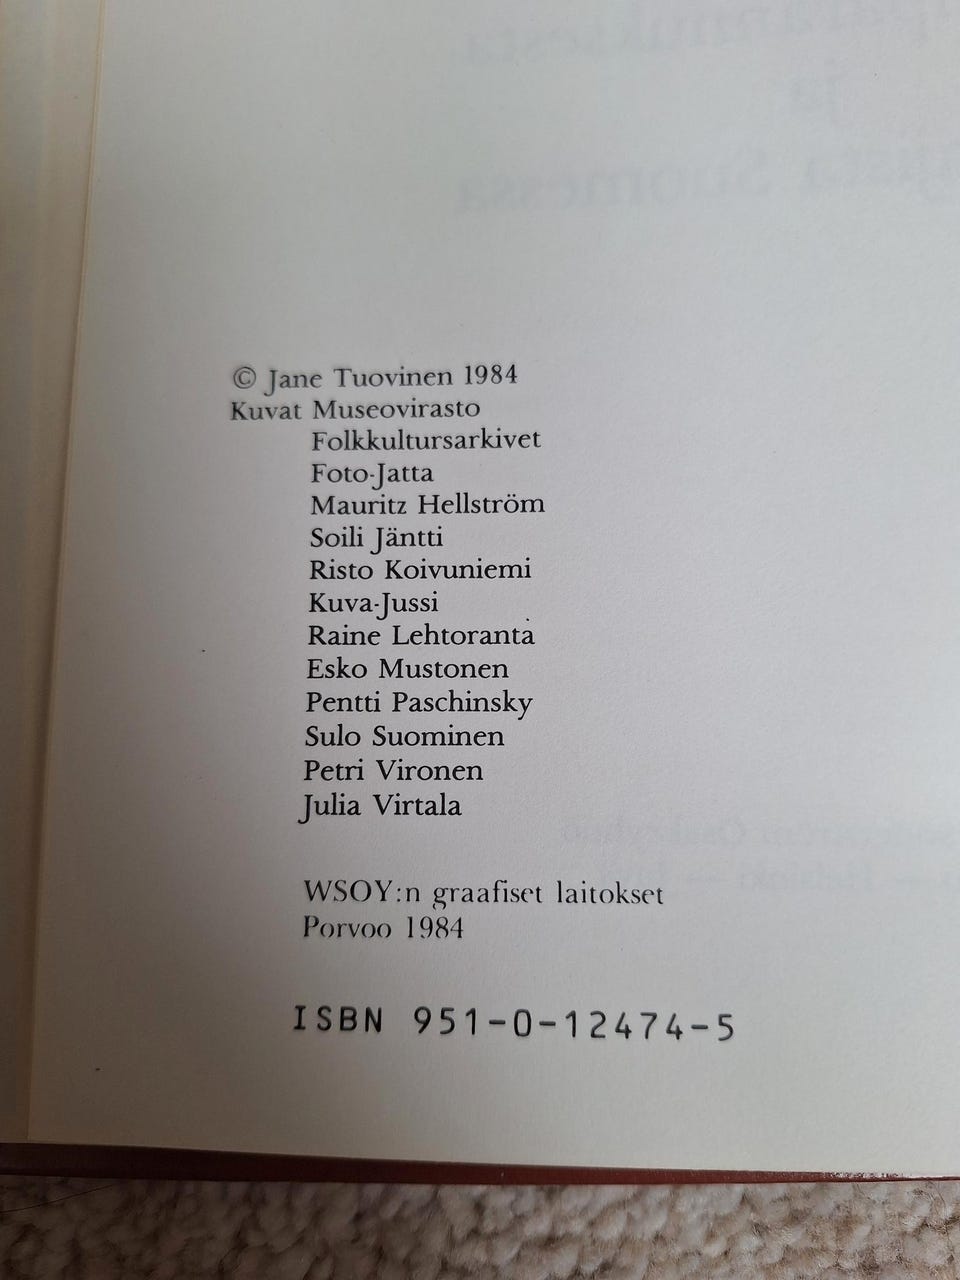 © Jane Tuovinen 1984
Kuvat Museovirasto
Folkkultursarkivet
Foto-Jatta
Mauritz Hellström
Soili Jäntti
Risto Koivuniemi
Kuva-Jussi
Raine Lehtoranta
Esko Mustonen
Pentti Paschinsky
Sulo Suominen
Petri Vironen
Julia Virtala
WSOY:n graafiset laitokset
Porvoo 1984
ISBN 951-0-12474-5